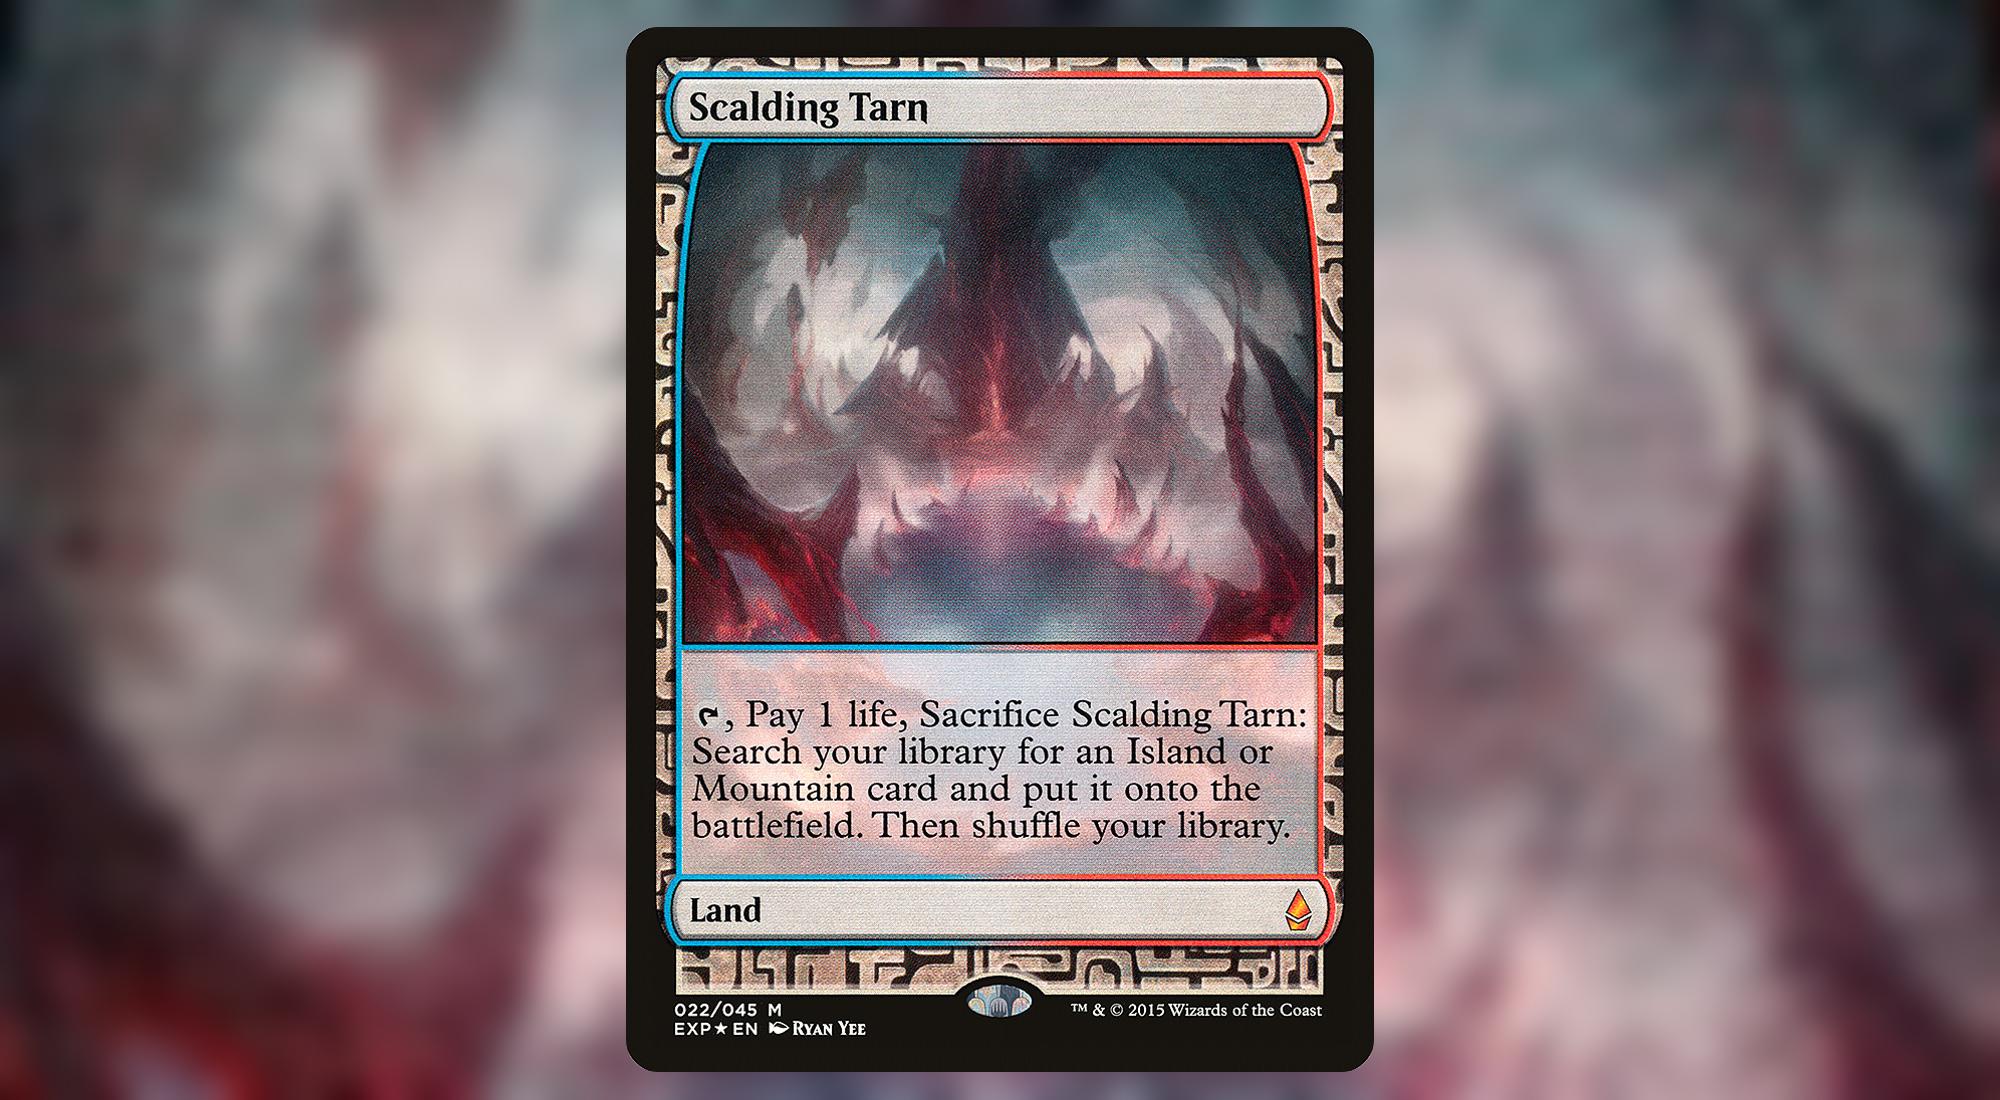 Scalding Tarn
, Pay 1 life, Sacrifice Scalding Tarn:
Search your library for an Island or
Mountain card and put it onto the
battlefield. Then shuffle your library.
Land
022/045 M
EXP★EN Ryan Yee
™ & © 2015 Wizards of the Coast